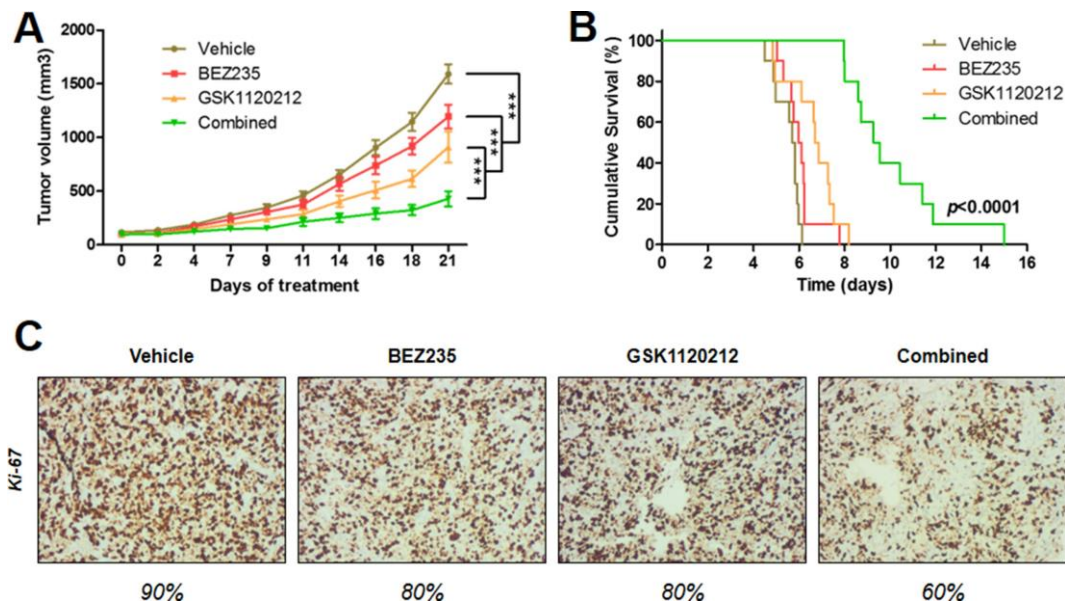 A
Tumor volume (mm3)
2000
1500
1000
500
0
Vehicle
BEZ235
GSK1120212
Combined
***
***
***
0 2 4 7 9 11 14 16 18 21
Days of treatment
B
Cumulative Survival (%)
100
80
60
40
20
0
Vehicle
BEZ235
GSK1120212
Combined
p<0.0001
0 2 4 6 8 10 12 14 16
Time (days)
C
Vehicle BEZ235 GSK1120212 Combined
Ki-67
90% 80% 80% 60%